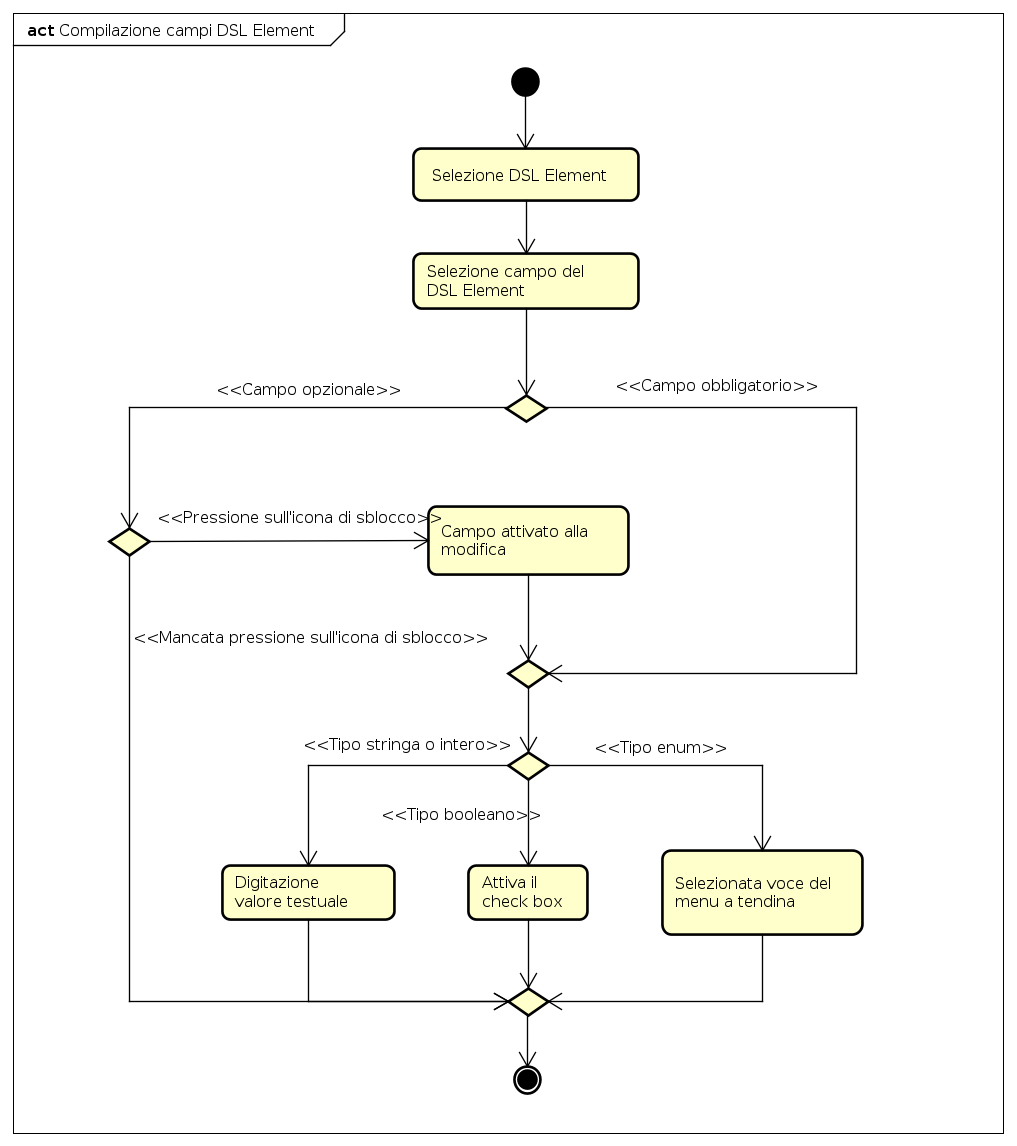 act Compilazione campi DSL Element
Selezione DSL Element
Selezione campo del
DSL Element
<<Campo opzionale>>
<<Campo obbligatorio>>
<<Pressione sull'icona di sblocco>>
Campo attivato alla
modifica
<<Mancata pressione sull'icona di sblocco>>
<<Tipo stringa o intero>>
<<Tipo enum>>
<<Tipo booleano>>
Digitazione
valore testuale
Attiva il
check box
Selezionata voce del
menu a tendina